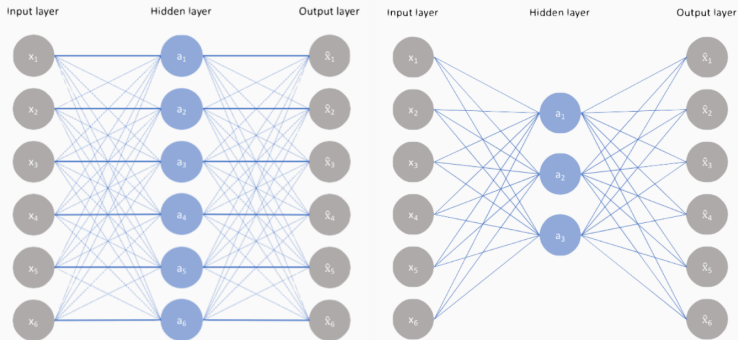 Input layer Hidden layer Output layer
x₁ a₁ x̂₁
x₂ a₂ x̂₂
x₃ a₃ x̂₃
x₄ a₄ x̂₄
x₅ a₅ x̂₅
x₆ a₆ x̂₆
Input layer Hidden layer Output layer
x₁ x̂₁
a₁
x₂ x̂₂
x₃ a₂ x̂₃
x₄ a₃ x̂₄
x₅ x̂₅
x₆ x̂₆